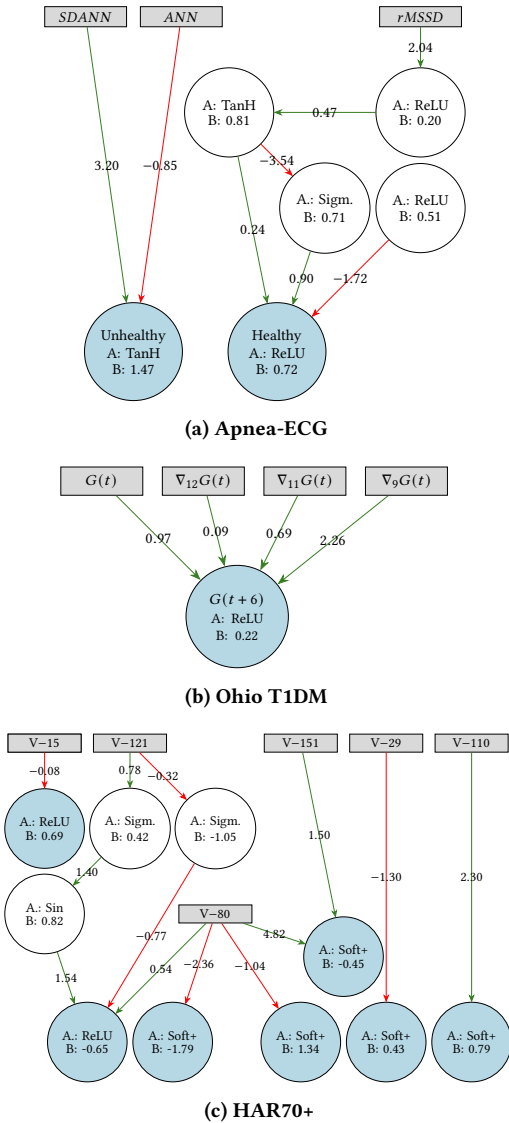 SDANN ANN rMSSD
2.04
A: TanH
B: 0.81
0.47
A.: ReLU
B: 0.20
−3.54
3.20
−0.85
A.: Sigm.
B: 0.71
A.: ReLU
B: 0.51
0.24
0.90
−1.72
Unhealthy
A: TanH
B: 1.47
Healthy
A.: ReLU
B: 0.72
(a) Apnea-ECG
G(t) ∇₁₂G(t) ∇₁₁G(t) ∇₉G(t)
0.97 0.09 0.69 2.26
G(t + 6)
A: ReLU
B: 0.22
(b) Ohio T1DM
V−15 V−121 V−151 V−29 V−110
−0.08 0.78 −0.32
A.: ReLU
B: 0.69
A.: Sigm.
B: 0.42
A.: Sigm.
B: -1.05
1.50
1.40
−1.30
2.30
A.: Sin
B: 0.82
V−80
−0.77
4.82
0.54
−2.36
−1.04
A.: Soft+
B: -0.45
1.54
A.: ReLU
B: -0.65
A.: Soft+
B: -1.79
A.: Soft+
B: 1.34
A.: Soft+
B: 0.43
A.: Soft+
B: 0.79
(c) HAR70+